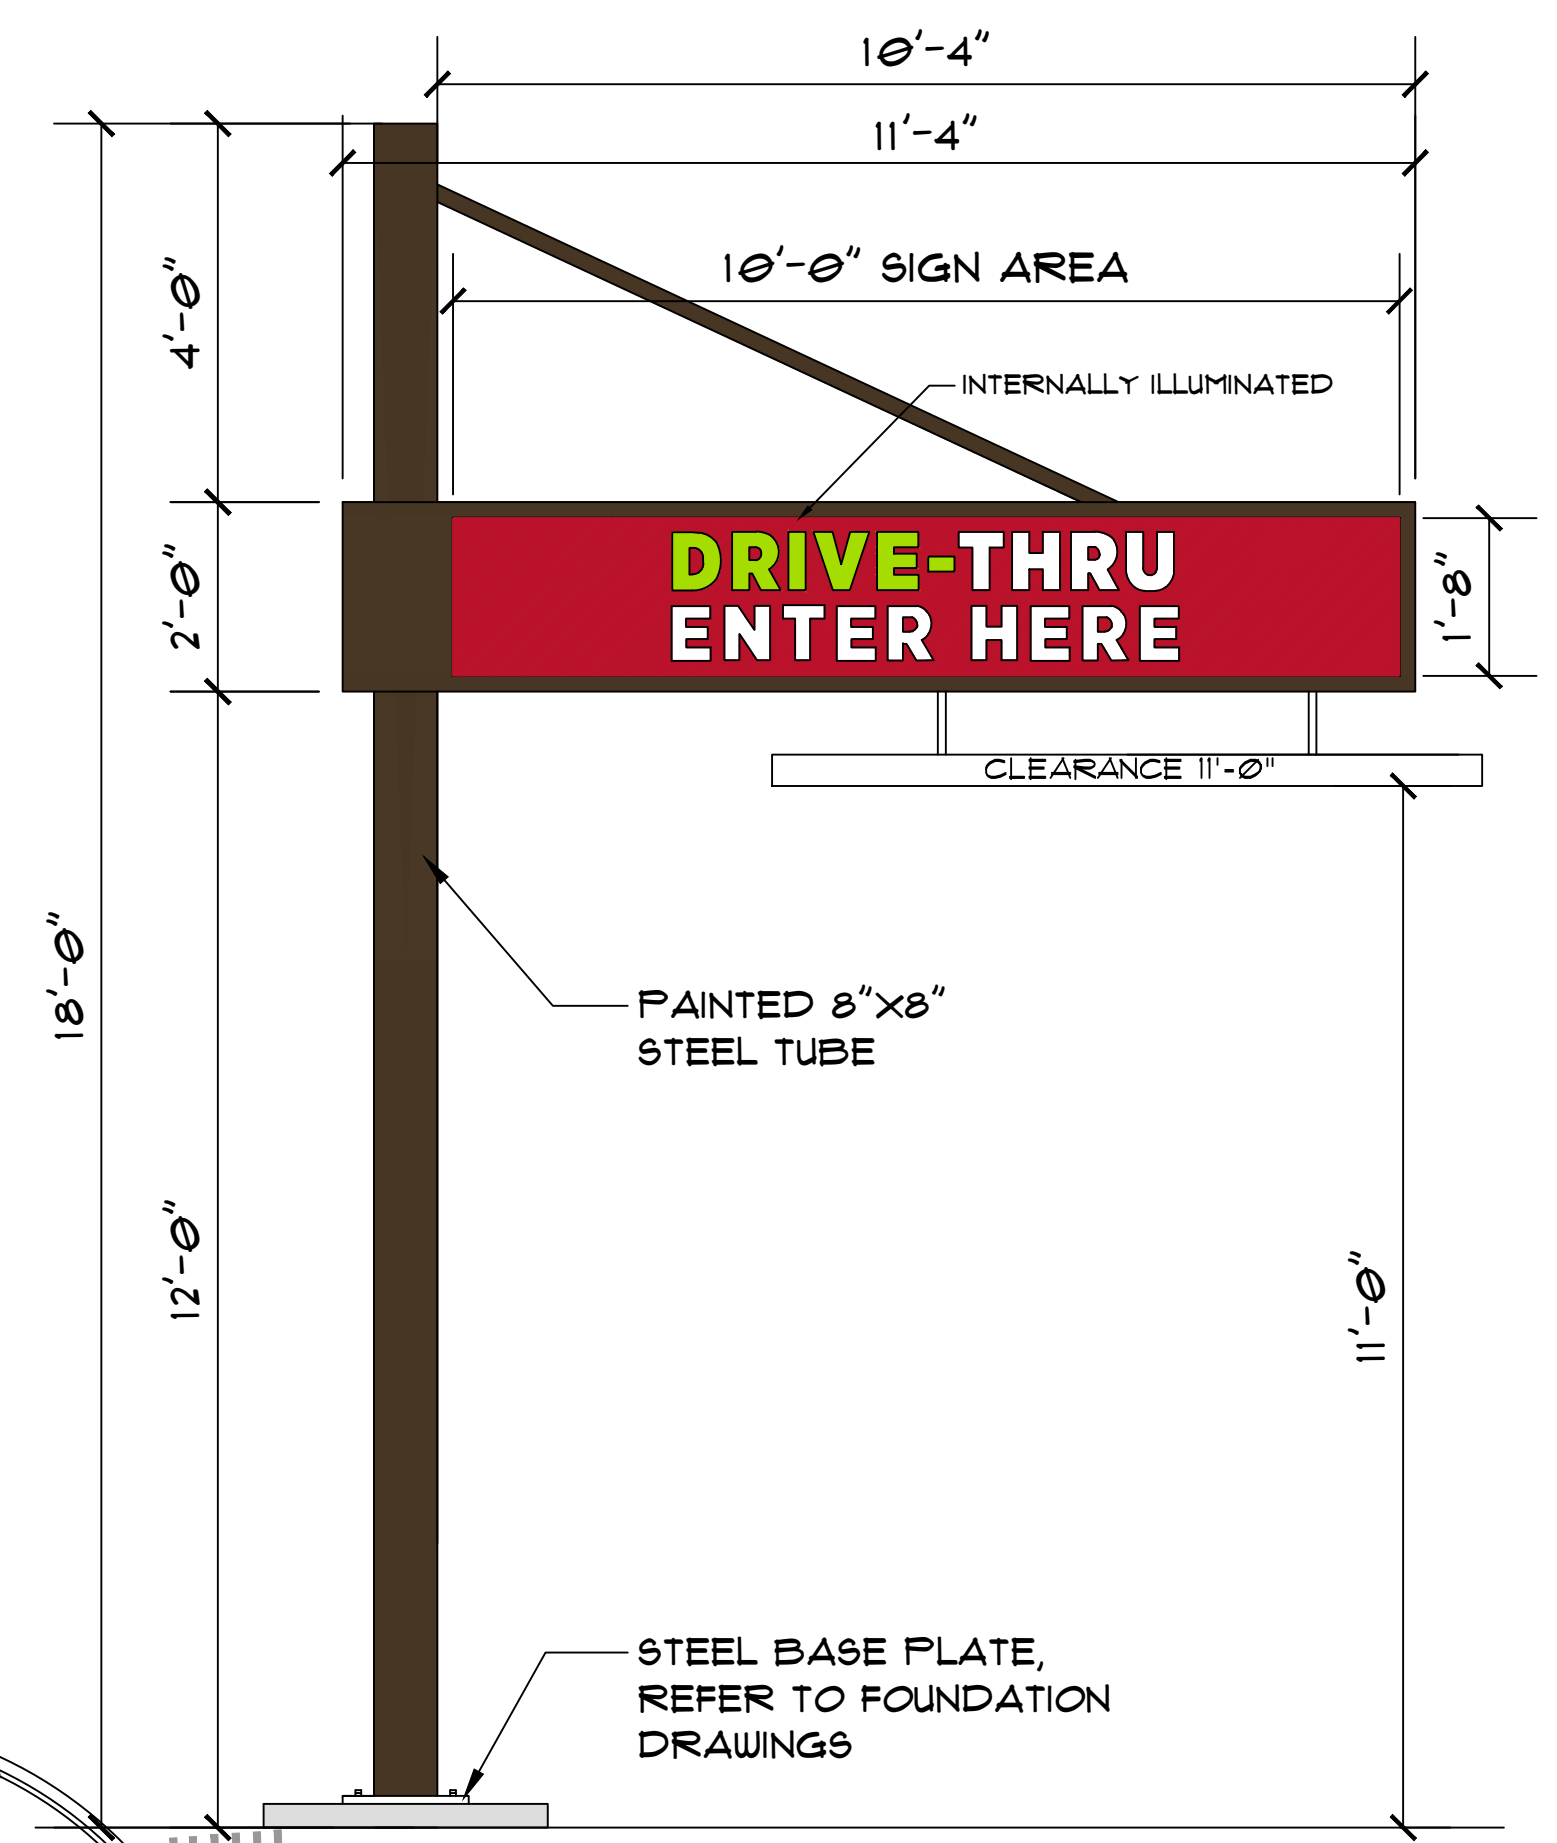 10'-4"
11'-4"
10'-0" SIGN AREA
4'-0"
INTERNALLY ILLUMINATED
DRIVE-THRU
ENTER HERE
2'-0"
1'-8"
CLEARANCE 11'-0"
18'-0"
PAINTED 8"X8"
STEEL TUBE
12'-0"
11'-0"
STEEL BASE PLATE,
REFER TO FOUNDATION
DRAWINGS